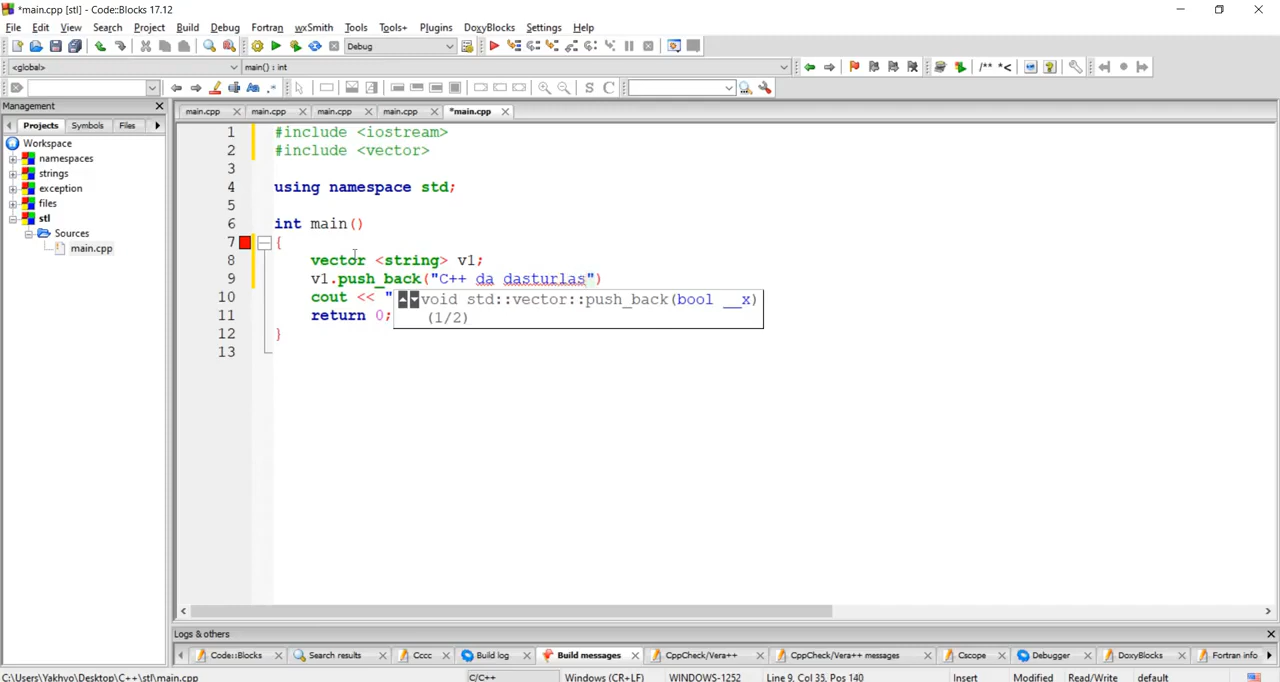 *main.cpp [stl] - Code::Blocks 17.12
File Edit View Search Project Build Debug Fortran wxSmith Tools Tools+ Plugins DoxyBlocks Settings Help
Debug
<global> main() : int /** *<
S C
Management
main.cpp main.cpp main.cpp main.cpp *main.cpp
Projects Symbols Files
Workspace
namespaces
strings
exception
files
stl
Sources
main.cpp
1 #include <iostream>
2 #include <vector>
3
4 using namespace std;
5
6 int main()
7 {
8 vector <string> v1;
9 v1.push_back("C++ da dasturlas")
10 cout << "
void std::vector::push_back(bool __x)
(1/2)
11 return 0;
12 }
13
Logs & others
Code::Blocks Search results Cccc Build log Build messages CppCheck/Vera++ CppCheck/Vera++ messages Cscope Debugger DoxyBlocks Fortran info
C:\Users\Yakhyo\Desktop\C++\stl\main.cpp C/C++ Windows (CR+LF) WINDOWS-1252 Line 9, Col 35, Pos 140 Insert Modified Read/Write default